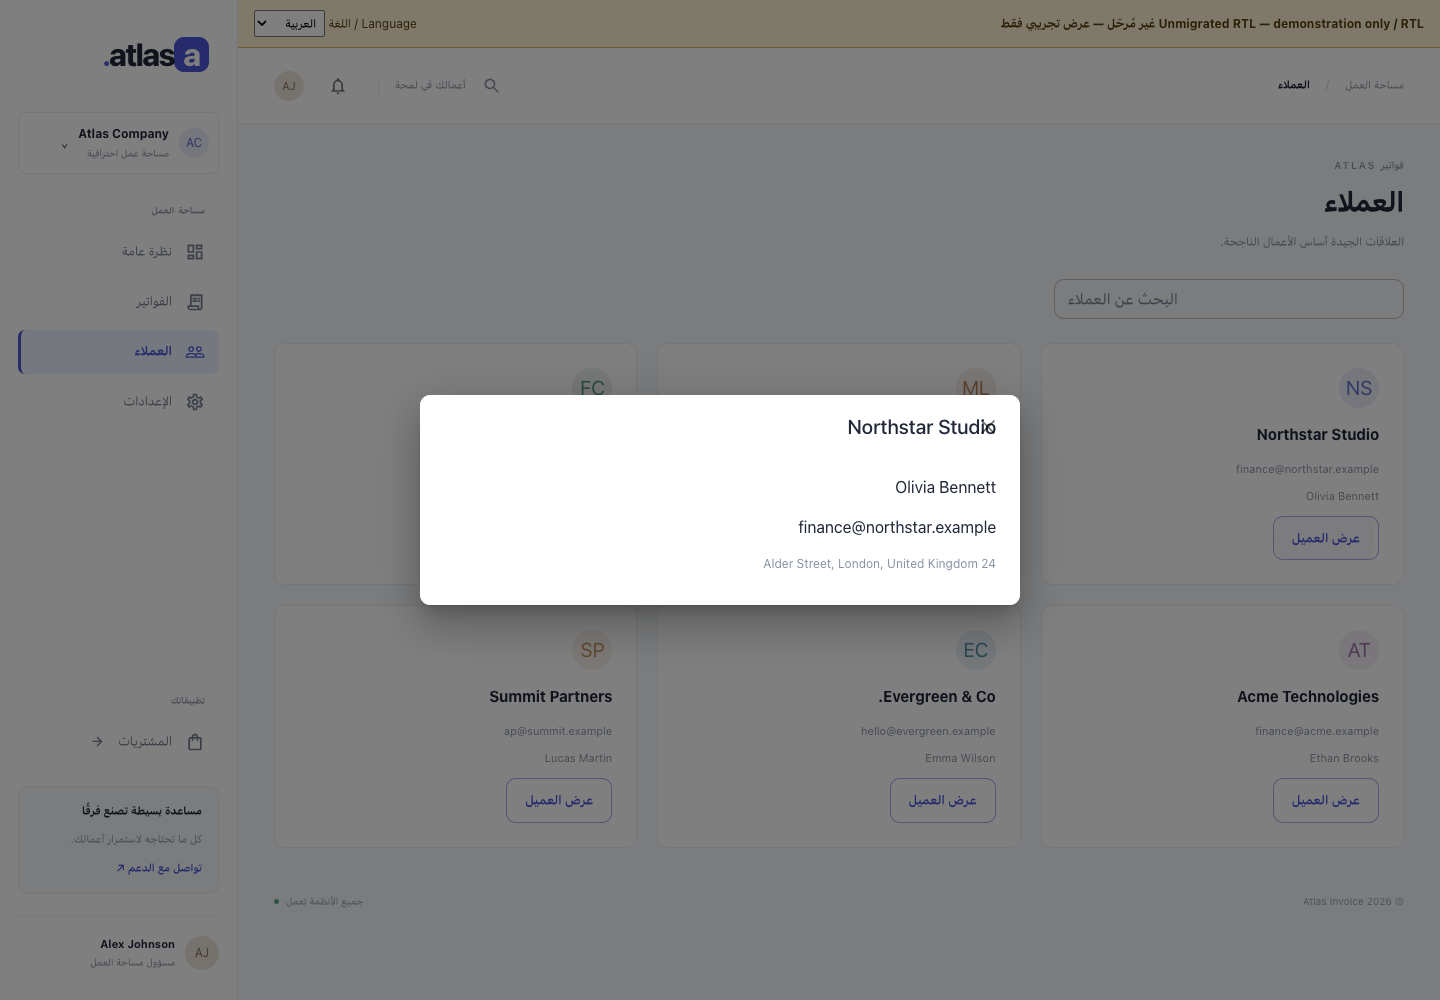 Unmigrated RTL — demonstration only / RTL غير مُرحّل — عرض تجريبي فقط
Language / اللغة العربية
atlas.
a
AC
Atlas Company
مساحة عمل احترافية
مساحة العمل
نظرة عامة
الفواتير
العملاء
الإعدادات
تطبيقاتك
المشتريات
مساعدة بسيطة تصنع فرقًا
كل ما تحتاجه لاستمرار أعمالك.
تواصل مع الدعم ↗
AJ
Alex Johnson
مسؤول مساحة العمل
مساحة العمل / العملاء
أعمالك في لمحة
AJ
فواتير ATLAS
العملاء
العلاقات الجيدة أساس الأعمال الناجحة.
البحث عن العملاء
NS
Northstar Studio
finance@northstar.example
Olivia Bennett
عرض العميل
ML
FC
Northstar Studio
Olivia Bennett
finance@northstar.example
Alder Street, London, United Kingdom 24
AT
Acme Technologies
finance@acme.example
Ethan Brooks
عرض العميل
EC
.Evergreen & Co
hello@evergreen.example
Emma Wilson
عرض العميل
SP
Summit Partners
ap@summit.example
Lucas Martin
عرض العميل
Atlas Invoice 2026 ©
جميع الأنظمة تعمل